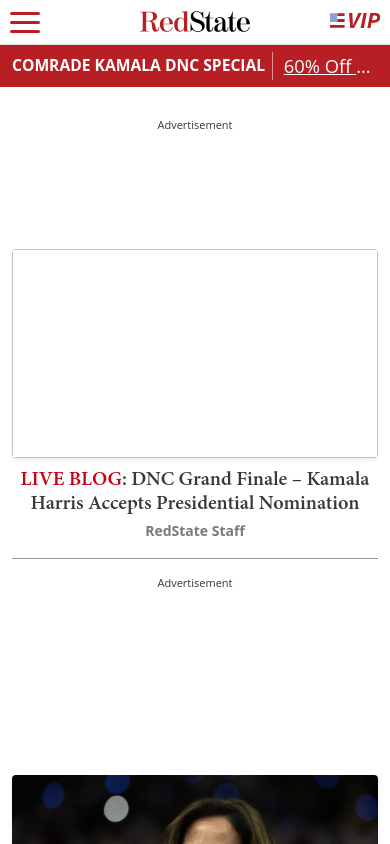 RedState
VIP
COMRADE KAMALA DNC SPECIAL
60% Off ...
Advertisement
LIVE BLOG: DNC Grand Finale – Kamala
Harris Accepts Presidential Nomination
RedState Staff
Advertisement